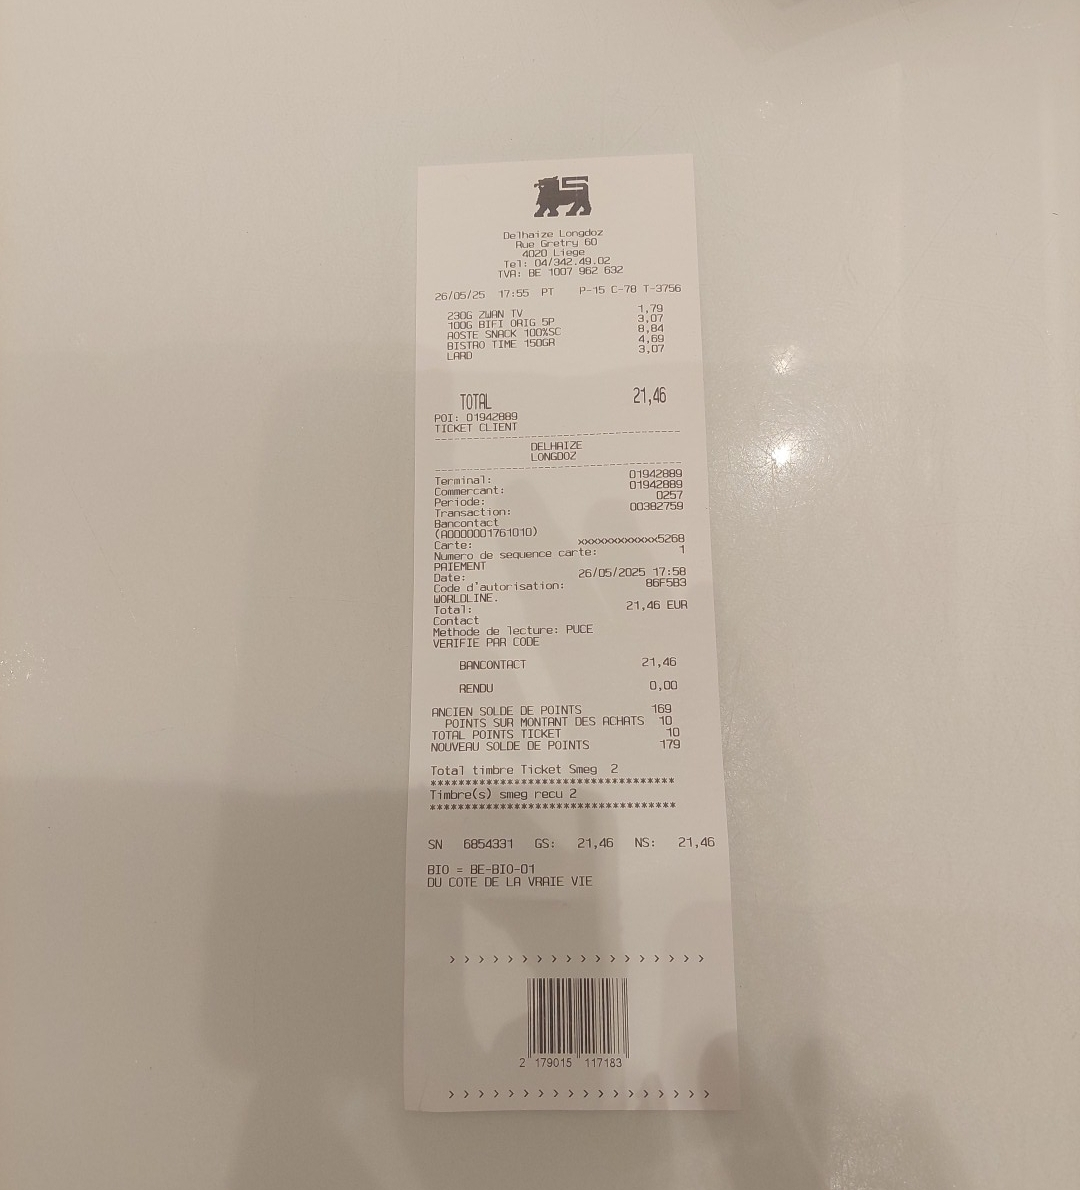 Delhaize Longdoz
Rue Gretry 60
4020 Liege
Tel: 04/342.49.02
TVA: BE 1007 962 632
26/05/25 17:55 PT P-15 C-78 T-3756
230G ZWAN TV 1,79
100G BIFI ORIG 5P 3,07
AOSTE SNACK 100%SC 8,84
BISTRO TIME 150GR 4,69
LARD 3,07
TOTAL 21,46
POI: 01942889
TICKET CLIENT
DELHAIZE
LONGDOZ
Terminal: 01942889
Commercant: 01942889
Periode: 0257
Transaction: 00382759
Bancontact
(A0000001761010)
Carte: xxxxxxxxxxxx5268
Numero de sequence carte: 1
PAIEMENT
Date: 26/05/2025 17:58
Code d'autorisation: 86F5B3
WORLDLINE.
Total: 21,46 EUR
Contact
Methode de lecture: PUCE
VERIFIE PAR CODE
BANCONTACT 21,46
RENDU 0,00
ANCIEN SOLDE DE POINTS 169
POINTS SUR MONTANT DES ACHATS 10
TOTAL POINTS TICKET 10
NOUVEAU SOLDE DE POINTS 179
Total timbre Ticket Smeg 2
***********************************
Timbre(s) smeg recu 2
***********************************
SN 6854331 GS: 21,46 NS: 21,46
BIO = BE-BIO-01
DU COTE DE LA VRAIE VIE
> > > > > > > > > > > > > > > > > >
2 179015 117183
> > > > > > > > > > > > > > > > > > >